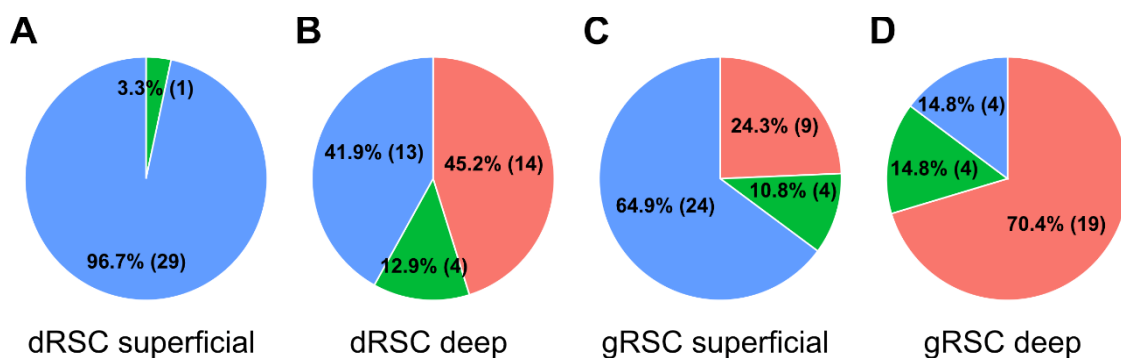 A
B
C
D
3.3% (1)
96.7% (29)
41.9% (13)
45.2% (14)
12.9% (4)
24.3% (9)
10.8% (4)
64.9% (24)
14.8% (4)
14.8% (4)
70.4% (19)
dRSC superficial
dRSC deep
gRSC superficial
gRSC deep